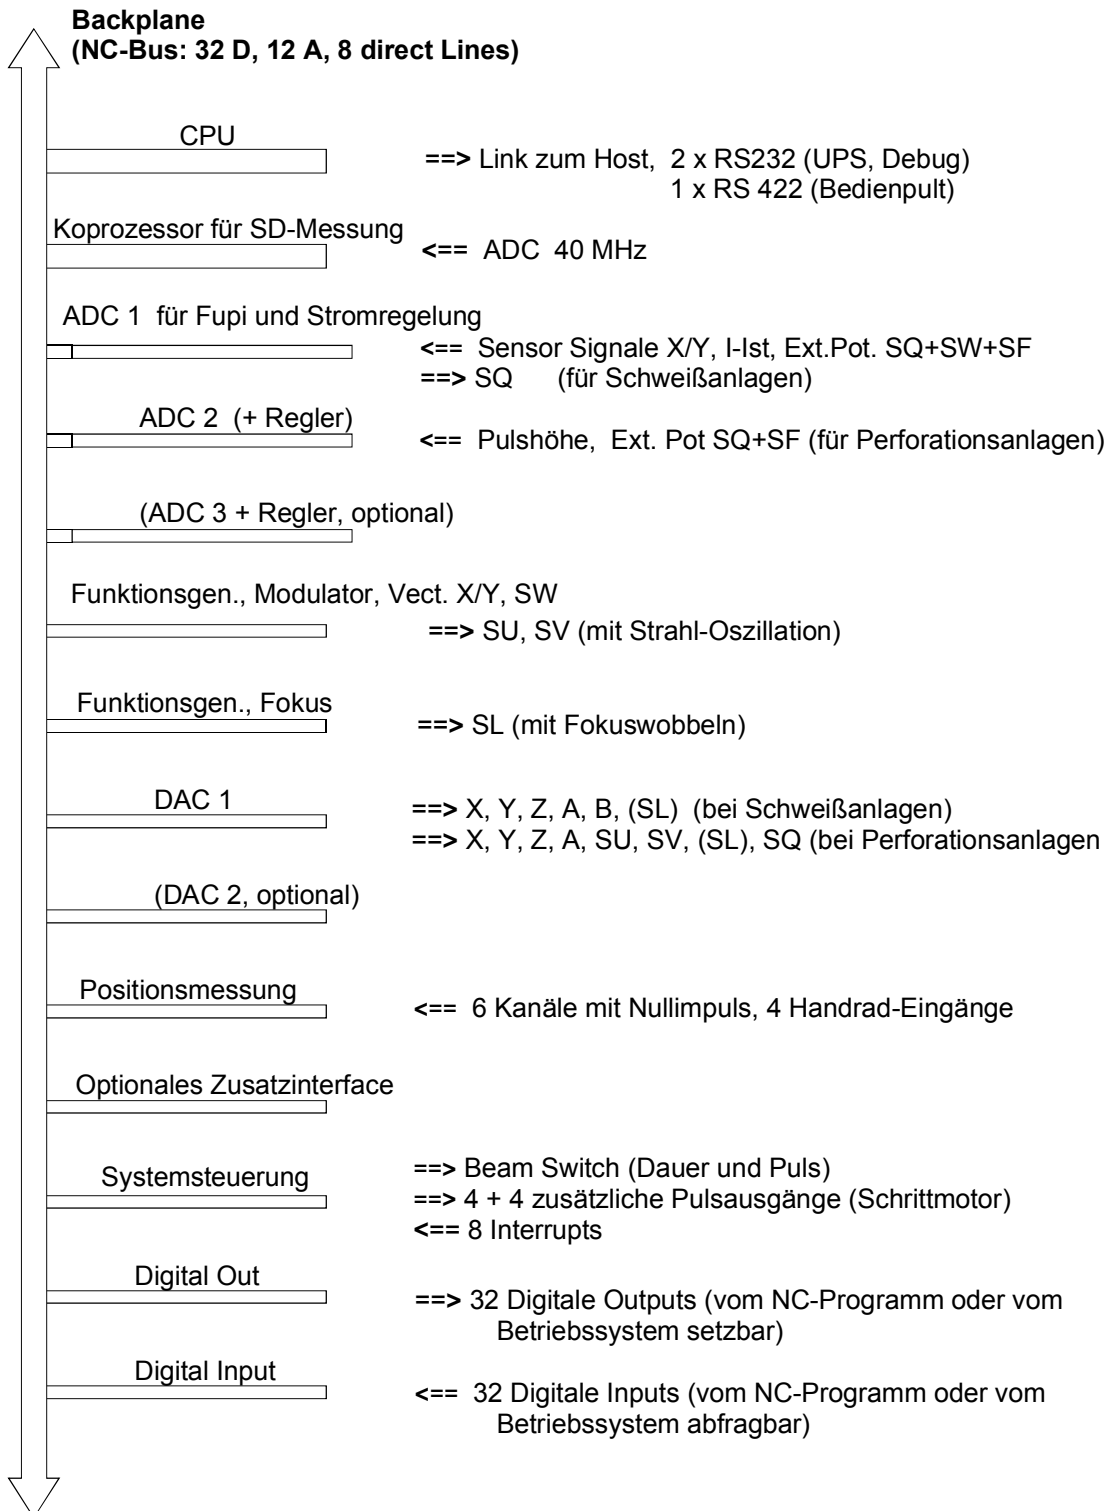 Backplane
(NC-Bus: 32 D, 12 A, 8 direct Lines)
CPU
==> Link zum Host, 2 x RS232 (UPS, Debug)
1 x RS 422 (Bedienpult)
Koprozessor für SD-Messung
<== ADC 40 MHz
ADC 1 für Fupi und Stromregelung
<== Sensor Signale X/Y, I-Ist, Ext.Pot. SQ+SW+SF
==> SQ (für Schweißanlagen)
ADC 2 (+ Regler)
<== Pulshöhe, Ext. Pot SQ+SF (für Perforationsanlagen)
(ADC 3 + Regler, optional)
Funktionsgen., Modulator, Vect. X/Y, SW
==> SU, SV (mit Strahl-Oszillation)
Funktionsgen., Fokus
==> SL (mit Fokuswobbeln)
DAC 1
==> X, Y, Z, A, B, (SL) (bei Schweißanlagen)
==> X, Y, Z, A, SU, SV, (SL), SQ (bei Perforationsanlagen
(DAC 2, optional)
Positionsmessung
<== 6 Kanäle mit Nullimpuls, 4 Handrad-Eingänge
Optionales Zusatzinterface
Systemsteuerung
==> Beam Switch (Dauer und Puls)
==> 4 + 4 zusätzliche Pulsausgänge (Schrittmotor)
<== 8 Interrupts
Digital Out
==> 32 Digitale Outputs (vom NC-Programm oder vom
Betriebssystem setzbar)
Digital Input
<== 32 Digitale Inputs (vom NC-Programm oder vom
Betriebssystem abfragbar)